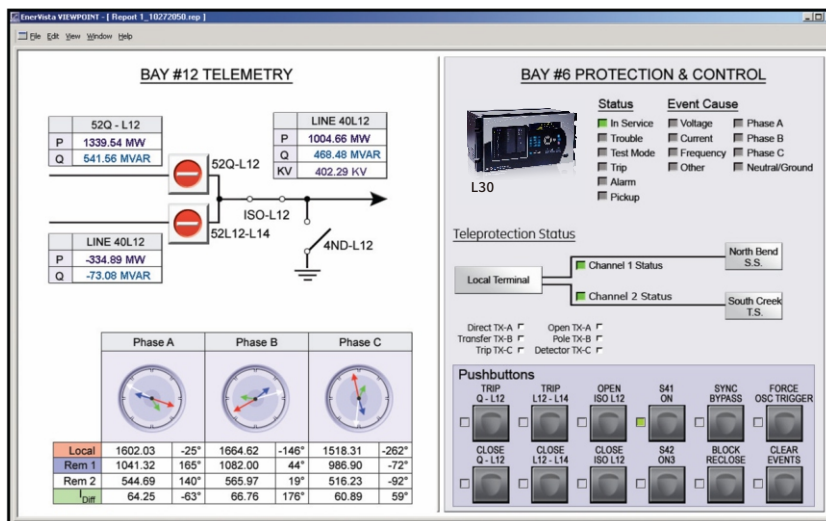 EnerVista VIEWPOINT - [ Report 1_10272050.rep ]
File Edit View Window Help
BAY #12 TELEMETRY
52Q - L12
P 1339.54 MW
Q 541.56 MVAR
LINE 40L12
P 1004.66 MW
Q 468.48 MVAR
KV 402.29 KV
52Q-L12
ISO-L12
52L12-L14
4ND-L12
LINE 40L12
P -334.89 MW
Q -73.08 MVAR
Phase A Phase B Phase C
Local 1602.03 -25° 1664.62 -146° 1518.31 -262°
Rem 1 1041.32 165° 1082.00 44° 986.90 -72°
Rem 2 544.69 140° 565.97 19° 516.23 -92°
IDiff 64.25 -63° 66.76 176° 60.89 59°
BAY #6 PROTECTION & CONTROL
L30
Status
In Service
Trouble
Test Mode
Trip
Alarm
Pickup
Event Cause
Voltage Phase A
Current Phase B
Frequency Phase C
Other Neutral/Ground
Teleprotection Status
Local Terminal
Channel 1 Status
Channel 2 Status
North Bend
S.S.
South Creek
T.S.
Direct TX-A Open TX-A
Transfer TX-B Pole TX-B
Trip TX-C Detector TX-C
Pushbuttons
TRIP
Q - L12
TRIP
L12 - L14
OPEN
ISO L12
S41
ON
SYNC
BYPASS
FORCE
OSC TRIGGER
CLOSE
Q - L12
CLOSE
L12 - L14
CLOSE
ISO L12
S42
ON3
BLOCK
RECLOSE
CLEAR
EVENTS